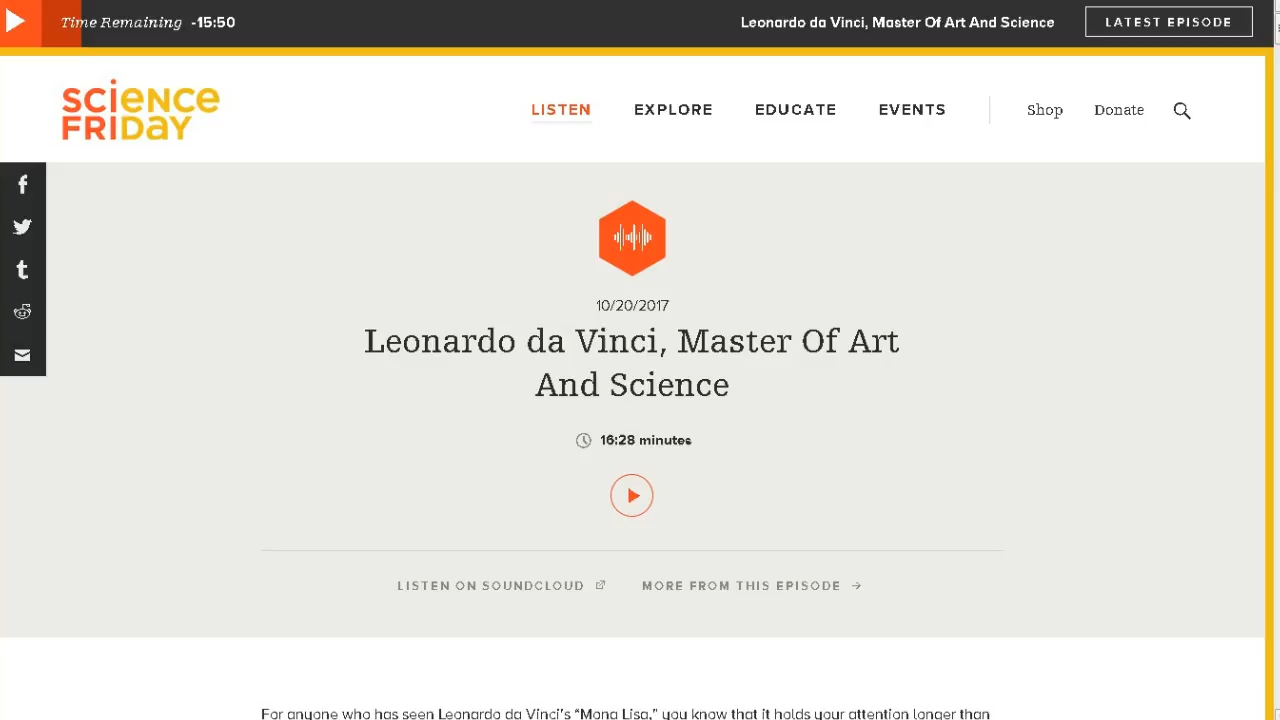 Time Remaining -15:50 Leonardo da Vinci, Master Of Art And Science LATEST EPISODE
SCIENCE
FRIDAY
LISTEN EXPLORE EDUCATE EVENTS Shop Donate
10/20/2017
Leonardo da Vinci, Master Of Art
And Science
16:28 minutes
LISTEN ON SOUNDCLOUD MORE FROM THIS EPISODE →
For anyone who has seen Leonardo da Vinci's “Mona Lisa,” you know that it holds your attention longer than